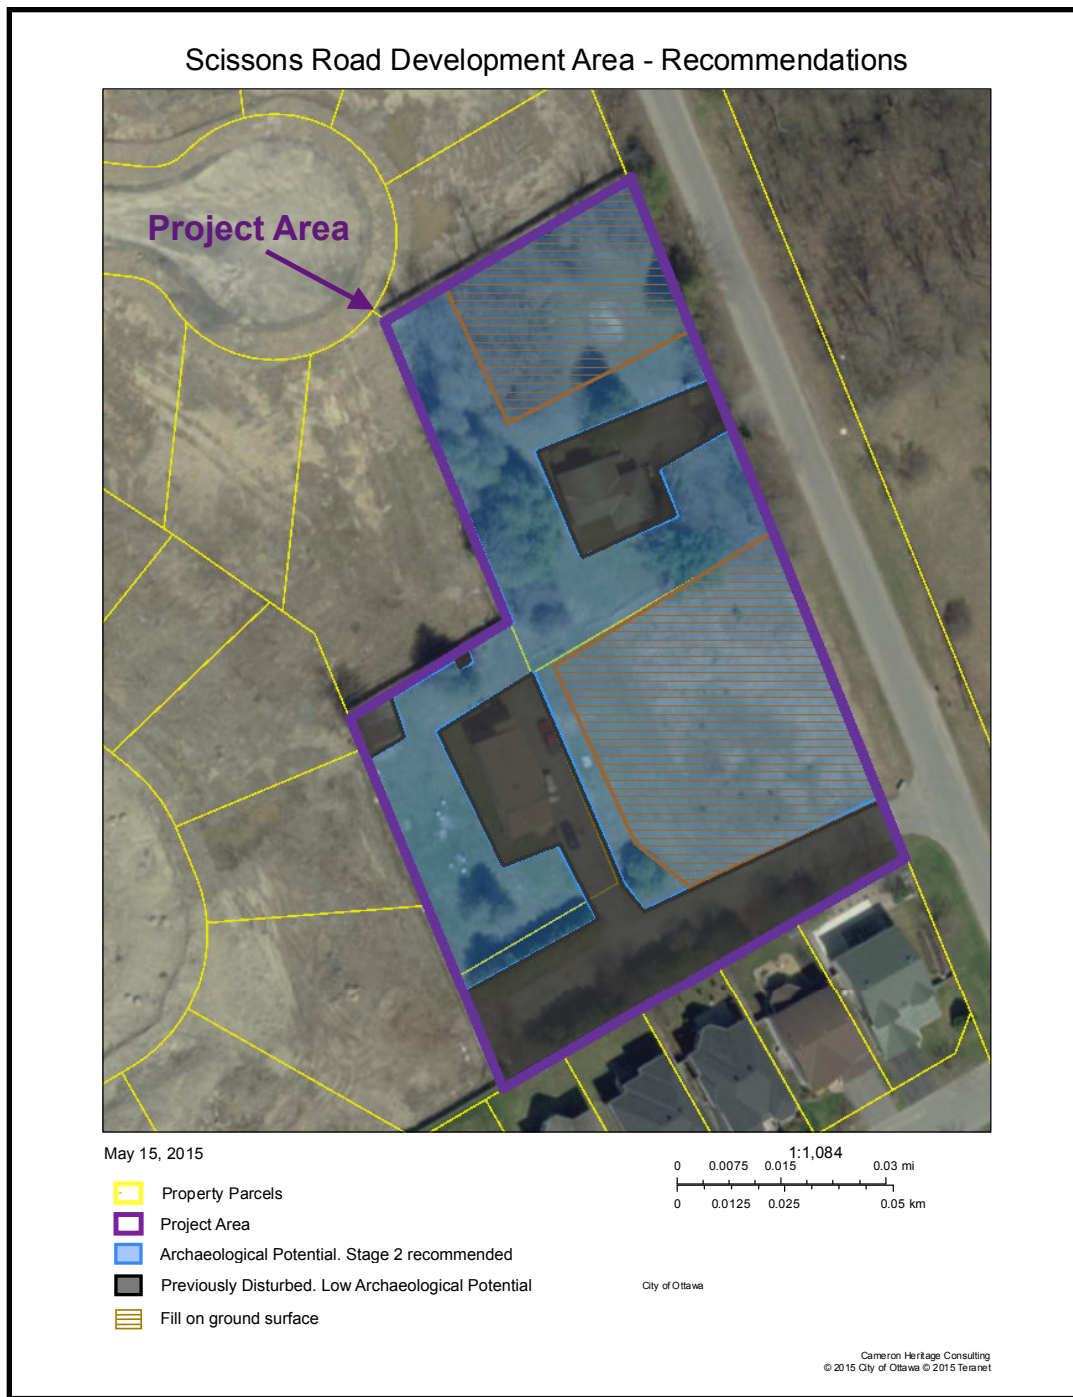 Scissons Road Development Area - Recommendations
Project Area
May 15, 2015
1:1,084
0 0.0075 0.015 0.03 mi
0 0.0125 0.025 0.05 km
Property Parcels
Project Area
Archaeological Potential. Stage 2 recommended
Previously Disturbed. Low Archaeological Potential
Fill on ground surface
City of Ottawa
Cameron Heritage Consulting
© 2015 City of Ottawa © 2015 Teranet